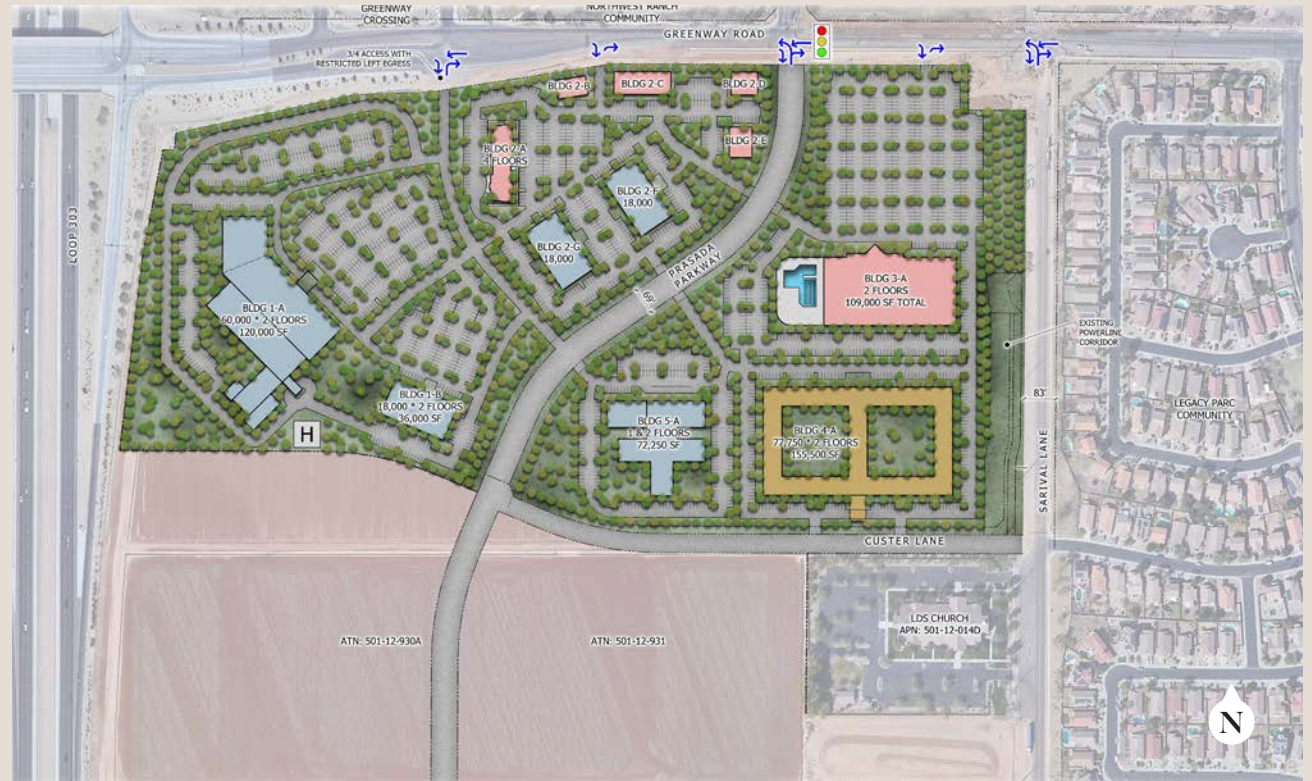 GREENWAY
CROSSING
NORTHWEST RANCH
COMMUNITY
GREENWAY ROAD
3/4 ACCESS WITH
RESTRICTED LEFT EGRESS
BLDG 2-B
BLDG 2-C
BLDG 2-D
BLDG 2-E
BLDG 2-A
4 FLOORS
BLDG 2-F
18,000
BLDG 2-G
18,000
PRASADA
PARKWAY
69'
LOOP 303
BLDG 1-A
60,000 * 2 FLOORS
120,000 SF
BLDG 3-A
2 FLOORS
109,000 SF TOTAL
EXISTING
POWERLINE
CORRIDOR
BLDG 1-B
18,000 * 2 FLOORS
36,000 SF
H
BLDG 5-A
1 & 2 FLOORS
72,250 SF
BLDG 4-A
77,750 * 2 FLOORS
155,500 SF
83'
LEGACY PARC
COMMUNITY
SARIVAL LANE
CUSTER LANE
LDS CHURCH
APN: 501-12-014D
ATN: 501-12-930A
ATN: 501-12-931
N